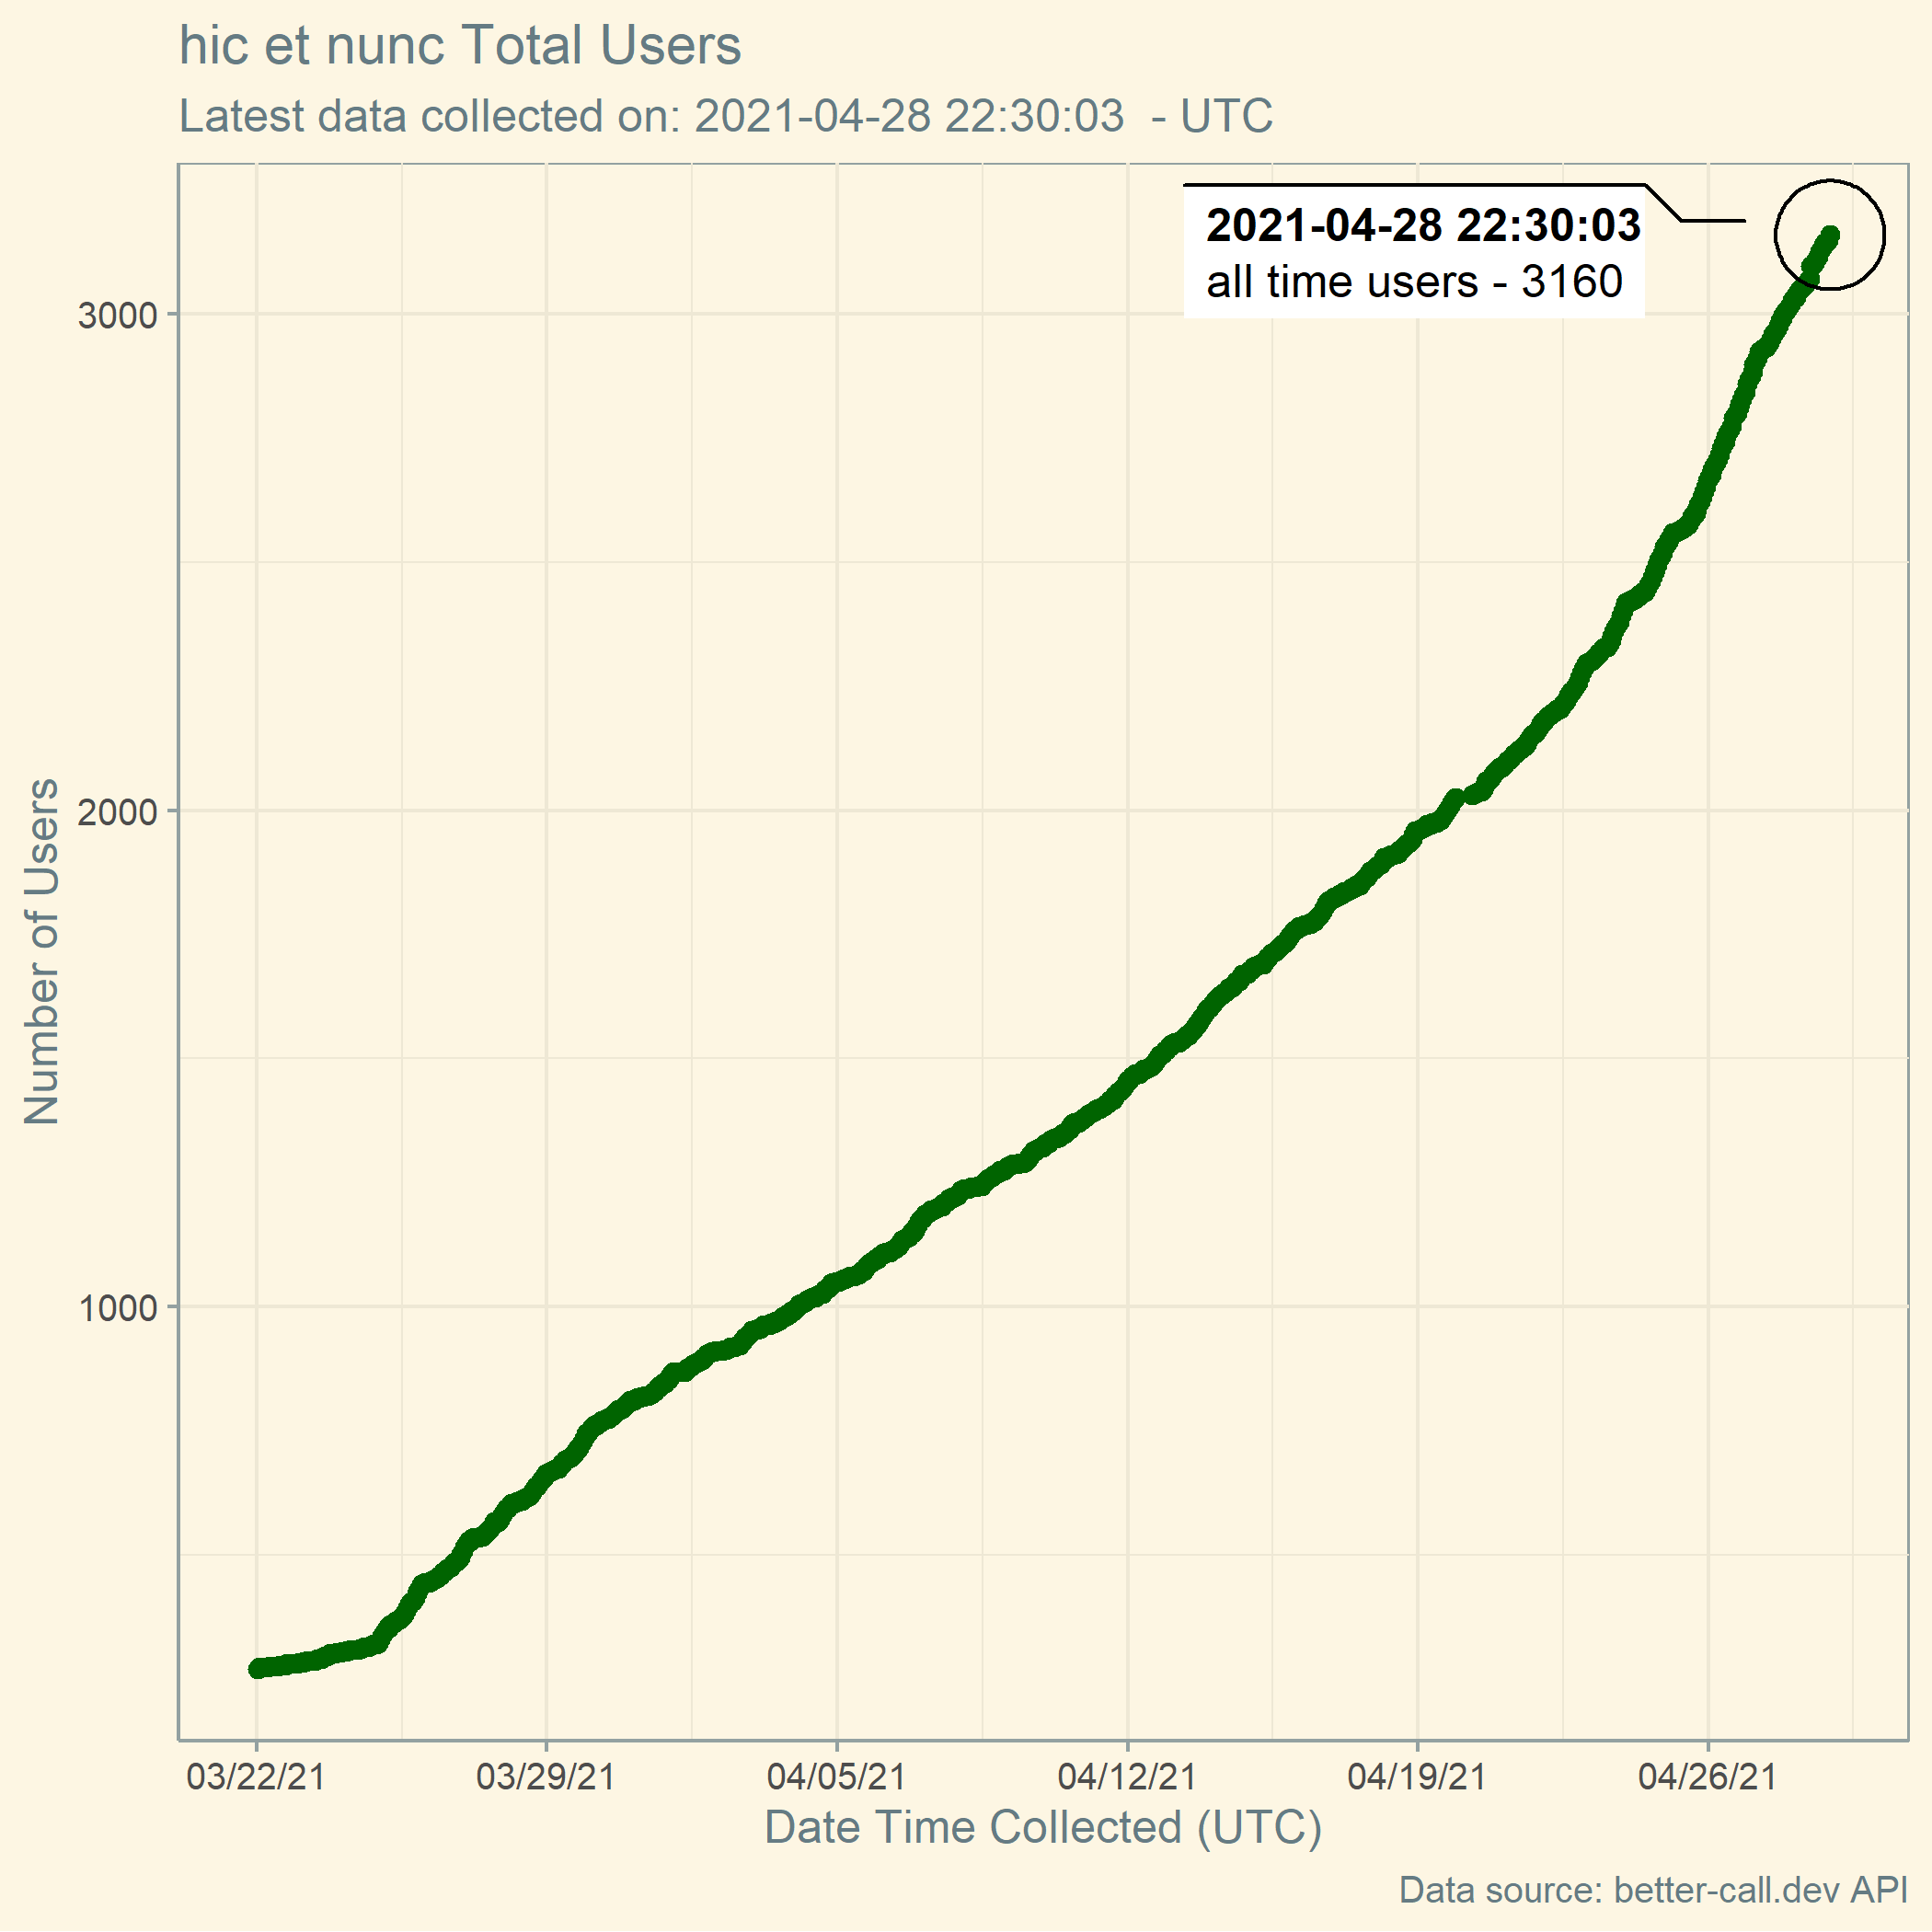 hic et nunc Total Users
Latest data collected on: 2021-04-28 22:30:03  - UTC
2021-04-28 22:30:03
all time users - 3160
Number of Users
3000
2000
1000
03/22/21 03/29/21 04/05/21 04/12/21 04/19/21 04/26/21
Date Time Collected (UTC)
Data source: better-call.dev API